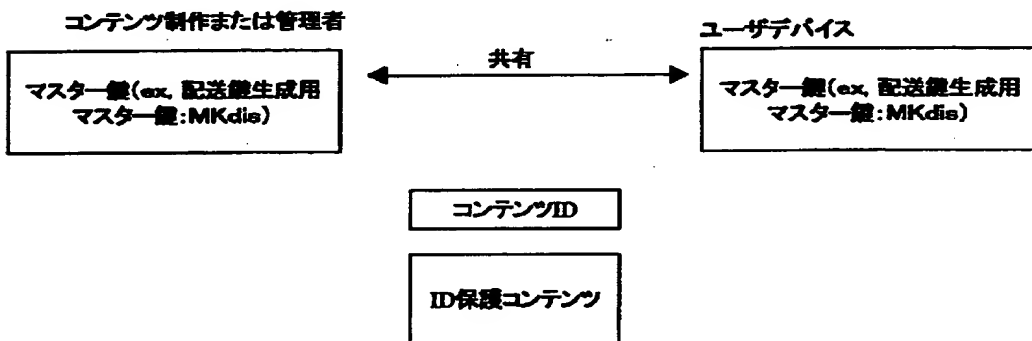 コンテンツ制作または管理者
ユーザデバイス
共有
マスター鍵(ex, 配送鍵生成用
マスター鍵:MKdis)
マスター鍵(ex, 配送鍵生成用
マスター鍵:MKdis)
コンテンツID
ID保護コンテンツ